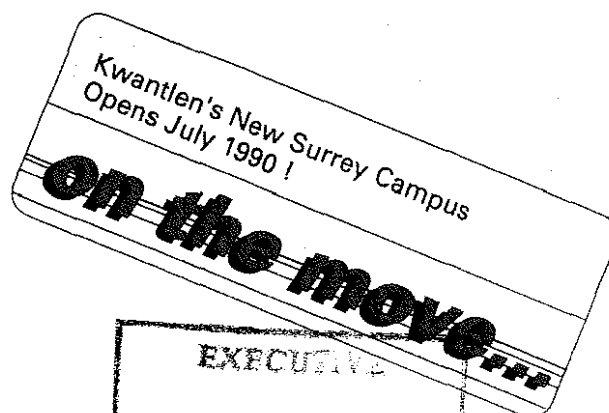 Kwantlen's New Surrey Campus
Opens July 1990 !
on the move...
EXECUTIVE